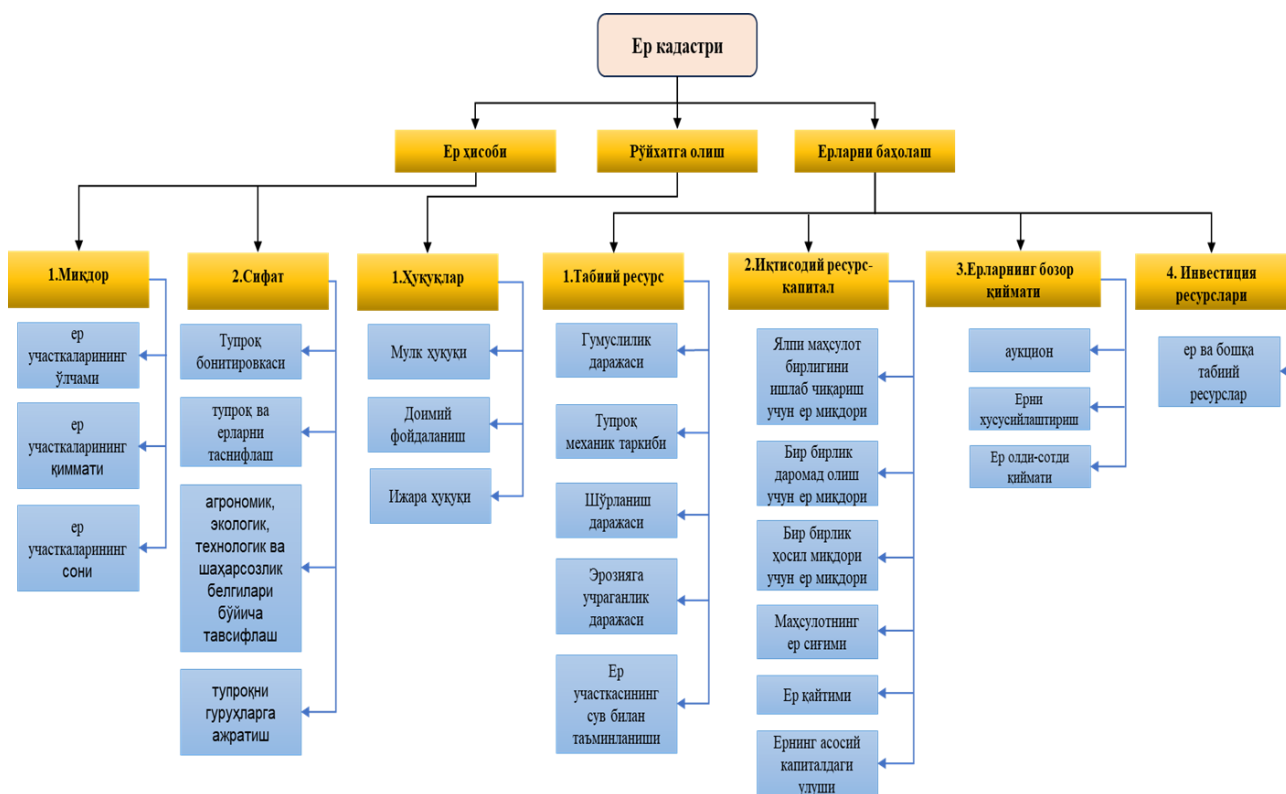 Ер кадастри
Ер ҳисоби
Рўйхатга олиш
Ерларни баҳолаш
1.Миқдор
ер
участкаларининг
ўлчами
ер
участкаларининг
қиммати
ер
участкаларининг
сони
2.Сифат
Тупроқ
бонитировкаси
тупроқ ва
ерларни
таснифлаш
агрономик,
экологик,
технологик ва
шаҳарсозлик
белгилари
бўйича
тавсифлаш
тупроқни
гуруҳларга
ажратиш
1.Ҳуқуқлар
Мулк ҳуқуқи
Доимий
фойдаланиш
Ижара ҳуқуқи
1.Табиий ресурс
Гумуслилик
даражаси
Тупроқ
механик таркиби
Шўрланиш
даражаси
Эрозияга
учраганлик
даражаси
Ер
участкасининг
сув билан
таъминланиши
2.Иқтисодий ресурс-
капитал
Ялпи маҳсулот
бирлигини
ишлаб чиқариш
учун ер миқдори
Бир бирлик
даромад олиш
учун ер миқдори
Бир бирлик
ҳосил миқдори
учун ер миқдори
Маҳсулотнинг
ер сиғими
Ер қайтими
Ернинг асосий
капиталдаги
улуши
3.Ерларнинг бозор
қиймати
аукцион
Ерни
хусусийлаштириш
Ер олди-сотди
қиймати
4. Инвестиция
ресурслари
ер ва бошқа
табиий
ресурслар